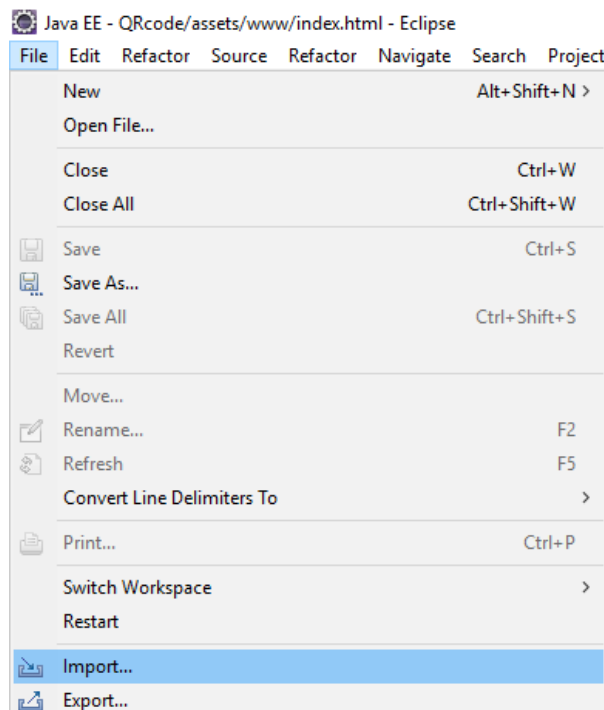 Java EE - QRcode/assets/www/index.html - Eclipse
File Edit Refactor Source Refactor Navigate Search Project
New Alt+Shift+N >
Open File...
Close Ctrl+W
Close All Ctrl+Shift+W
Save Ctrl+S
Save As...
Save All Ctrl+Shift+S
Revert
Move...
Rename... F2
Refresh F5
Convert Line Delimiters To >
Print... Ctrl+P
Switch Workspace >
Restart
Import...
Export...